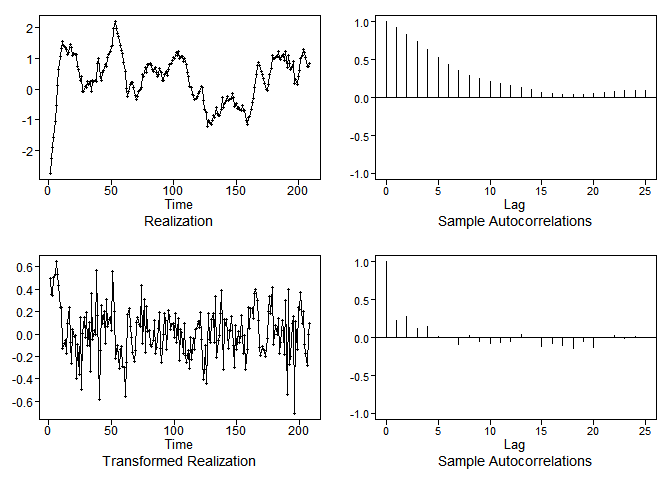 2
1
0
-1
-2
0 50 100 150 200
Time
Realization
1.0
0.5
0.0
-0.5
-1.0
0 5 10 15 20 25
Lag
Sample Autocorrelations
0.6
0.4
0.2
0.0
-0.2
-0.4
-0.6
0 50 100 150 200
Time
Transformed Realization
1.0
0.5
0.0
-0.5
-1.0
0 5 10 15 20 25
Lag
Sample Autocorrelations